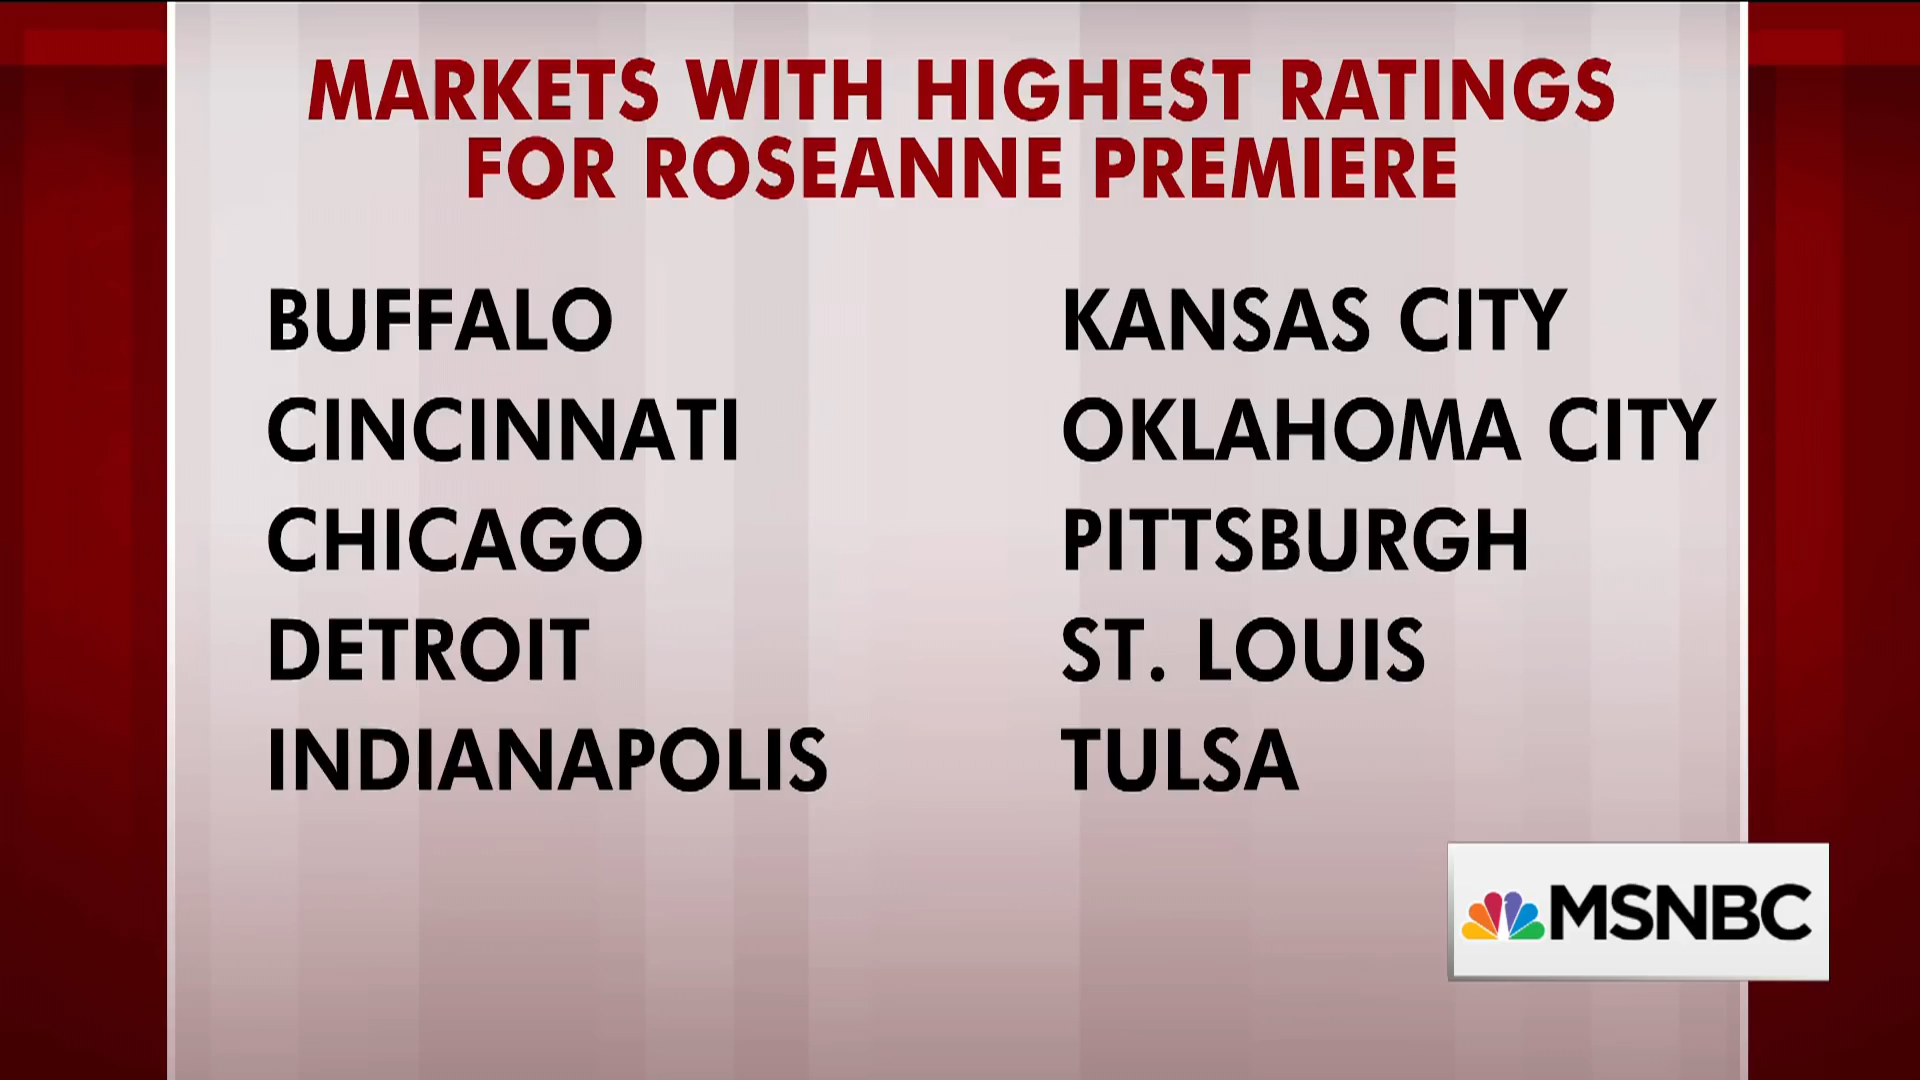 MARKETS WITH HIGHEST RATINGS
FOR ROSEANNE PREMIERE
BUFFALO
CINCINNATI
CHICAGO
DETROIT
INDIANAPOLIS
KANSAS CITY
OKLAHOMA CITY
PITTSBURGH
ST. LOUIS
TULSA
MSNBC